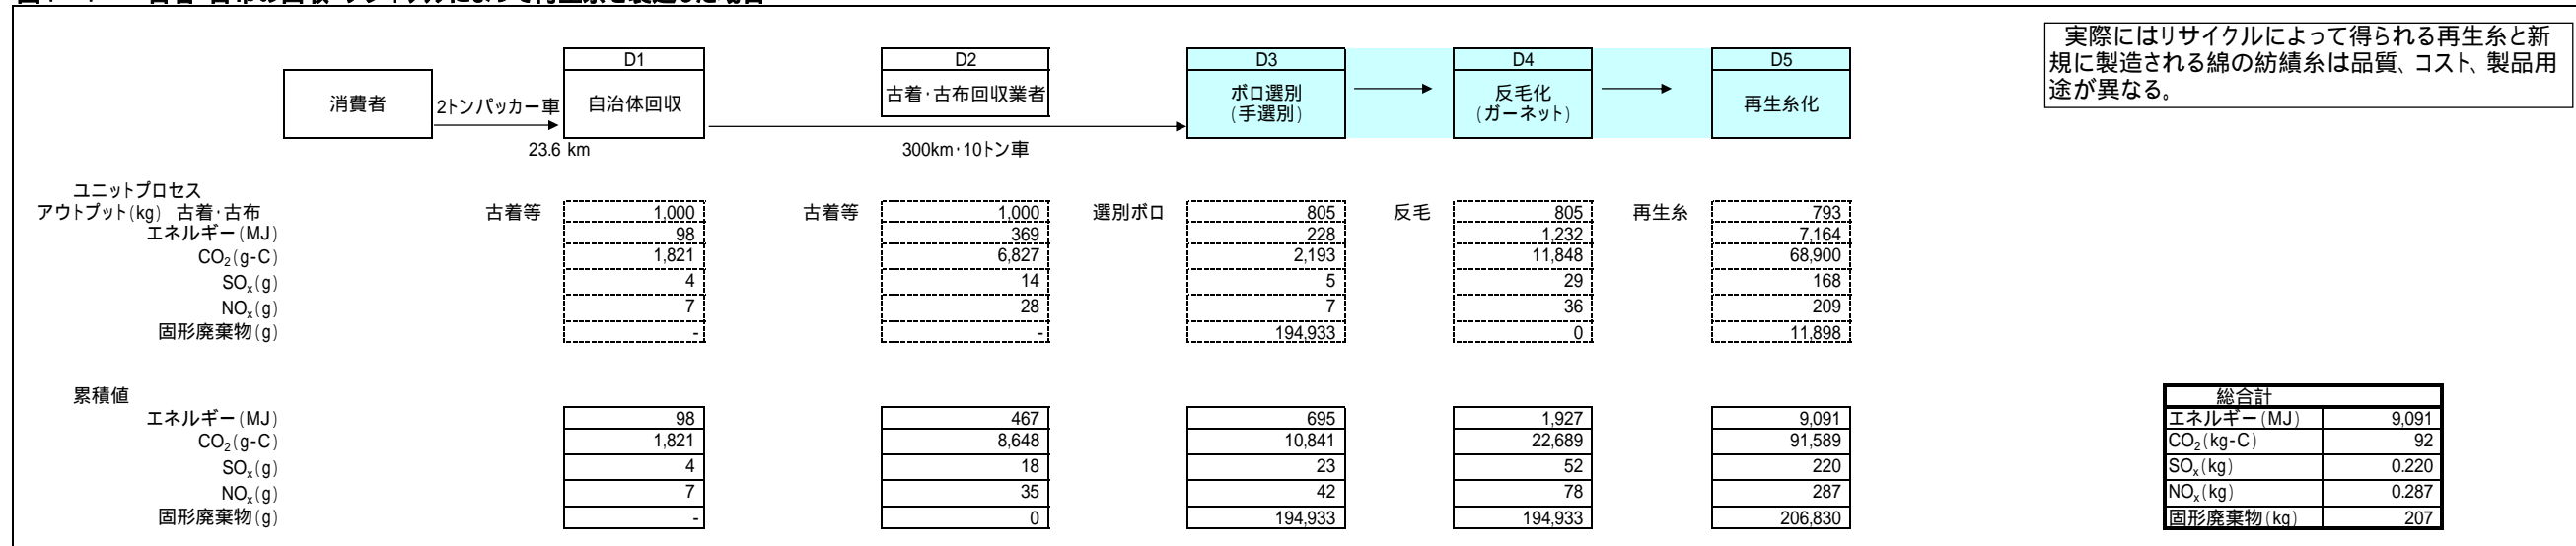 D1 D2 D3 D4 D5
消費者 2トンパッカー車 自治体回収 古着・古布回収業者 ボロ選別 反毛化 再生糸化
(手選別) (ガーネット)
23.6 km 300km・10トン車
実際にはリサイクルによって得られる再生糸と新
規に製造される綿の紡績糸は品質、コスト、製品用
途が異なる。
ユニットプロセス
アウトプット(kg) 古着・古布 古着等 1,000 古着等 1,000 選別ボロ 805 反毛 805 再生糸 793
エネルギー(MJ) 98 369 228 1,232 7,164
CO₂(g-C) 1,821 6,827 2,193 11,848 68,900
SOₓ(g) 4 14 5 29 168
NOₓ(g) 7 28 7 36 209
固形廃棄物(g) - - 194,933 0 11,898
累積値
エネルギー(MJ) 98 467 695 1,927 9,091
CO₂(g-C) 1,821 8,648 10,841 22,689 91,589
SOₓ(g) 4 18 23 52 220
NOₓ(g) 7 35 42 78 287
固形廃棄物(g) - 0 194,933 194,933 206,830
総合計
エネルギー(MJ) 9,091
CO₂(kg-C) 92
SOₓ(kg) 0.220
NOₓ(kg) 0.287
固形廃棄物(kg) 207